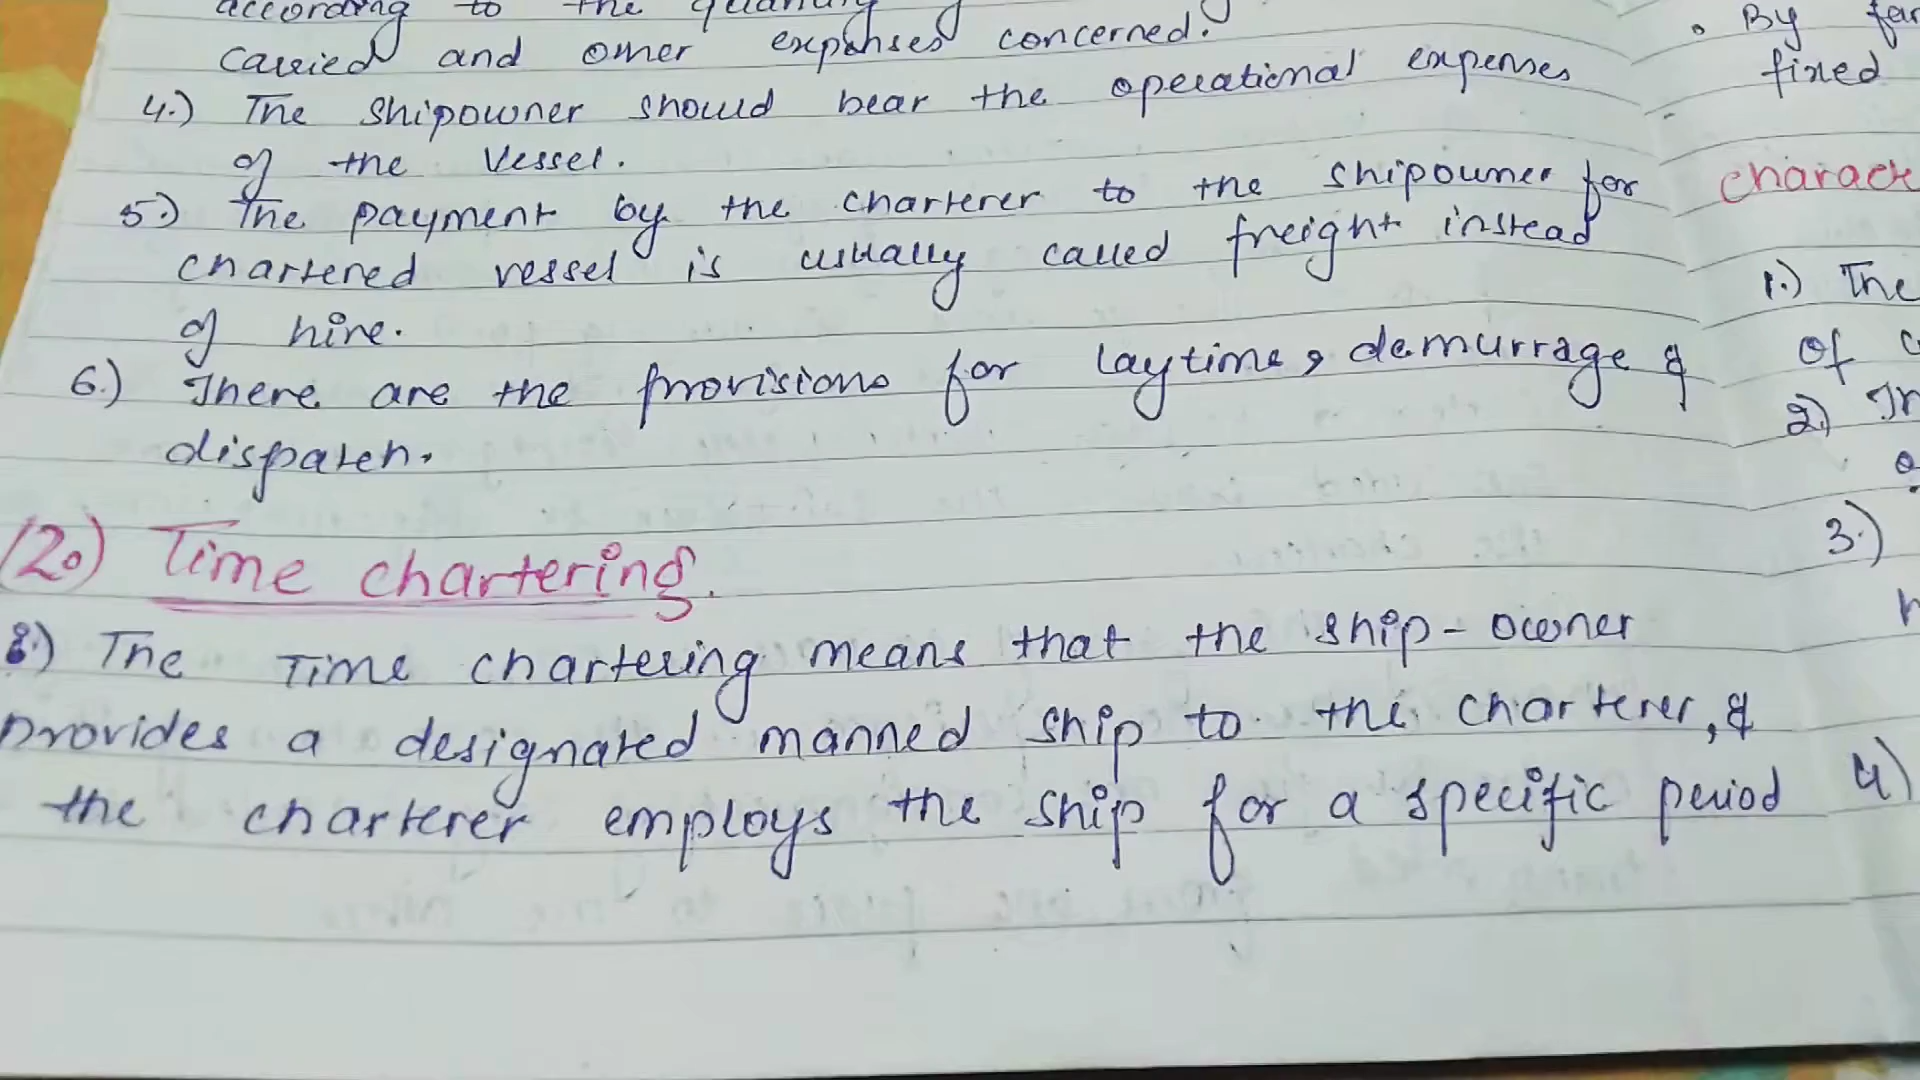 according to the
carried and other expenses concerned.
4.) The shipowner should bear the operational expenses
of the vessel.
5.) The payment by the charterer to the shipowner for
chartered vessel is usually called freight instead
of hire.
6.) There are the provisions for laytime, demurrage &
dispatch.
(2.) Time chartering.
The Time chartering means that the ship-owner
provides a designated manned ship to the charterer, &
the charterer employs the ship for a specific period
• By
fixed
1.) The
of
2.)
3.)
4)